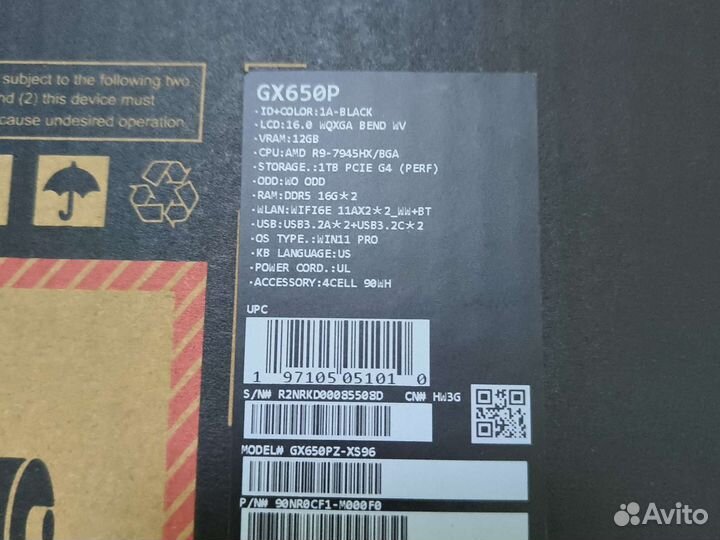 subject to the following two
nd (2) this device must
cause undesired operation.
GX650P
·ID+COLOR:1A-BLACK
·LCD:16.0 WQXGA BEND WV
·VRAM:12GB
·CPU:AMD R9-7945HX/BGA
·STORAGE.:1TB PCIE G4 (PERF)
·ODD:WO ODD
·RAM:DDR5 16G*2
·WLAN:WIFI6E 11AX2*2_WW+BT
·USB:USB3.2A*2+USB3.2C*2
·OS TYPE.:WIN11 PRO
·KB LANGUAGE:US
·POWER CORD.:UL
·ACCESSORY:4CELL 90WH
UPC
1 97105 05101 0
S/N# R2NRKD00085508D CN# HW3G
MODEL# GX650PZ-XS96
P/N# 90NR0CF1-M000F0
Avito